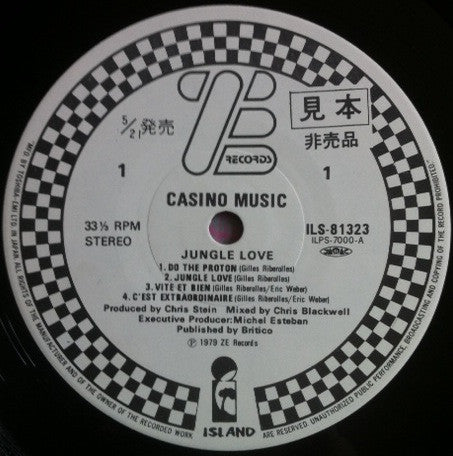 ZE
RECORDS
5/21 発売
見本
非売品
1
1
CASINO MUSIC
33⅓ RPM
STEREO
ILS-81323
ILPS-7000-A
JUNGLE LOVE
1. DO THE PROTON (Gilles Riberolles)
2. JUNGLE LOVE (Gilles Riberolles)
3. VITE ET BIEN (Gilles Riberolles/Eric Weber)
4. C'EST EXTRAORDINAIRE (Gilles Riberolles/Eric Weber)
Produced by Chris Stein Mixed by Chris Blackwell
Executive Producer: Michel Esteban
Published by Britico
Ⓟ 1979 ZE Records
ISLAND
MF'D BY TOSHIBA-EMI LTD IN JAPAN. ALL RIGHTS OF THE MANUFACTURER AND OF THE OWNER OF THE RECORDED WORK
ARE RESERVED. UNAUTHORIZED PUBLIC PERFORMANCE, BROADCASTING AND COPYING OF THE RECORD PROHIBITED.